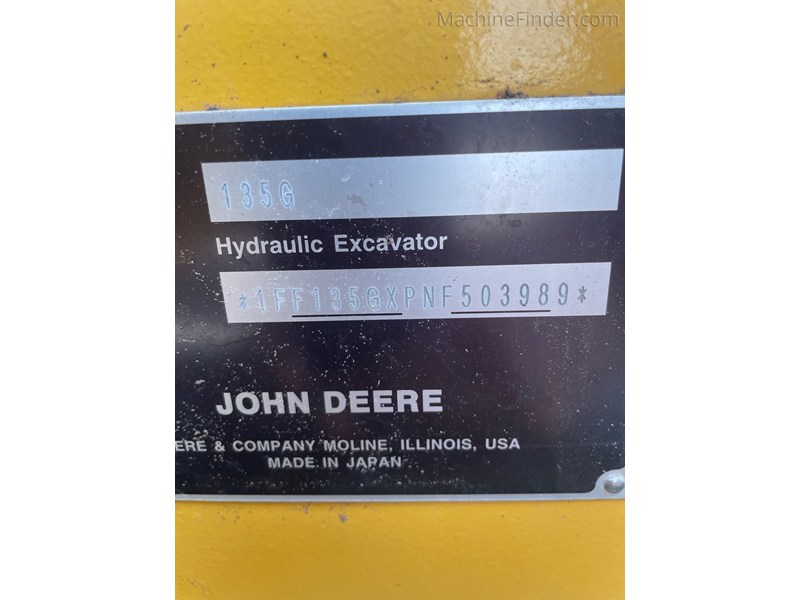 MachineFinder.com
135G
Hydraulic Excavator
*1FF135GXPNF503989*
JOHN DEERE
ERE & COMPANY MOLINE, ILLINOIS, USA
MADE IN JAPAN